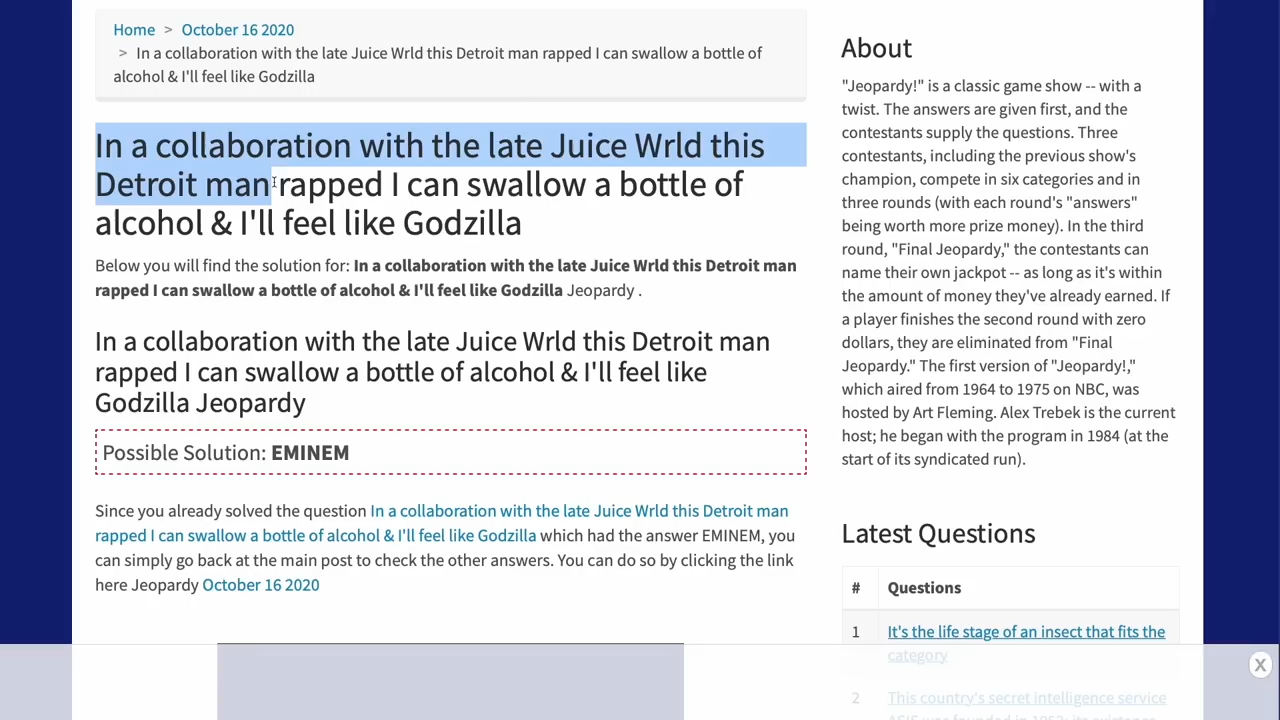 Home > October 16 2020
> In a collaboration with the late Juice Wrld this Detroit man rapped I can swallow a bottle of
alcohol & I'll feel like Godzilla
In a collaboration with the late Juice Wrld this
Detroit man rapped I can swallow a bottle of
alcohol & I'll feel like Godzilla
Below you will find the solution for: In a collaboration with the late Juice Wrld this Detroit man
rapped I can swallow a bottle of alcohol & I'll feel like Godzilla Jeopardy .
In a collaboration with the late Juice Wrld this Detroit man
rapped I can swallow a bottle of alcohol & I'll feel like
Godzilla Jeopardy
Possible Solution: EMINEM
Since you already solved the question In a collaboration with the late Juice Wrld this Detroit man
rapped I can swallow a bottle of alcohol & I'll feel like Godzilla which had the answer EMINEM, you
can simply go back at the main post to check the other answers. You can do so by clicking the link
here Jeopardy October 16 2020
About
"Jeopardy!" is a classic game show -- with a
twist. The answers are given first, and the
contestants supply the questions. Three
contestants, including the previous show's
champion, compete in six categories and in
three rounds (with each round's "answers"
being worth more prize money). In the third
round, "Final Jeopardy," the contestants can
name their own jackpot -- as long as it's within
the amount of money they've already earned. If
a player finishes the second round with zero
dollars, they are eliminated from "Final
Jeopardy." The first version of "Jeopardy!,"
which aired from 1964 to 1975 on NBC, was
hosted by Art Fleming. Alex Trebek is the current
host; he began with the program in 1984 (at the
start of its syndicated run).
Latest Questions
# Questions
1 It's the life stage of an insect that fits the
category
2 This country's secret intelligence service
X